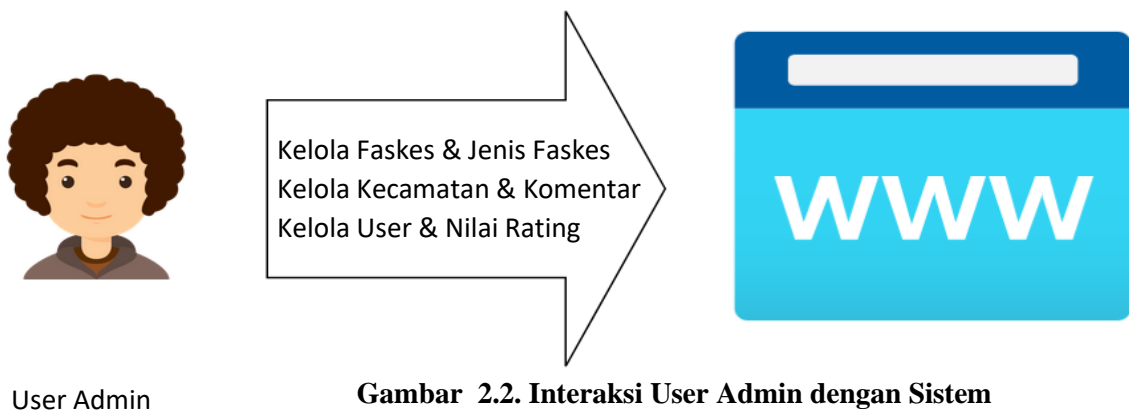 Kelola Faskes & Jenis Faskes
Kelola Kecamatan & Komentar
Kelola User & Nilai Rating
WWW
User Admin
Gambar 2.2. Interaksi User Admin dengan Sistem